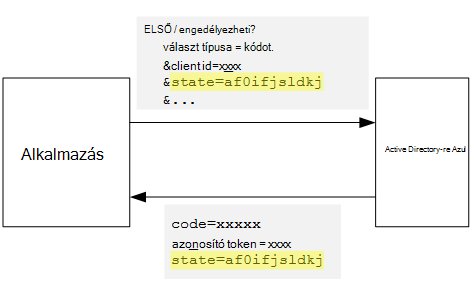 ELSŐ / engedélyezheti?
választ típusa = kódot.
&client id=xxxx
&state=af0ifjsldkj
&...
Alkalmazás
Active Directory-re Azul
code=xxxxx
azonosító token = xxxx
state=af0ifjsldkj